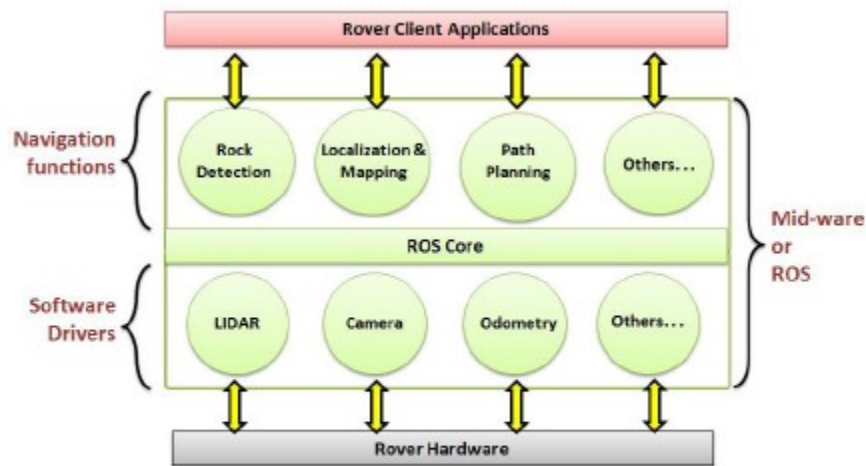 Rover Client Applications
Navigation
functions
Rock
Detection
Localization &
Mapping
Path
Planning
Others...
ROS Core
Mid-ware
or
ROS
Software
Drivers
LIDAR
Camera
Odometry
Others...
Rover Hardware